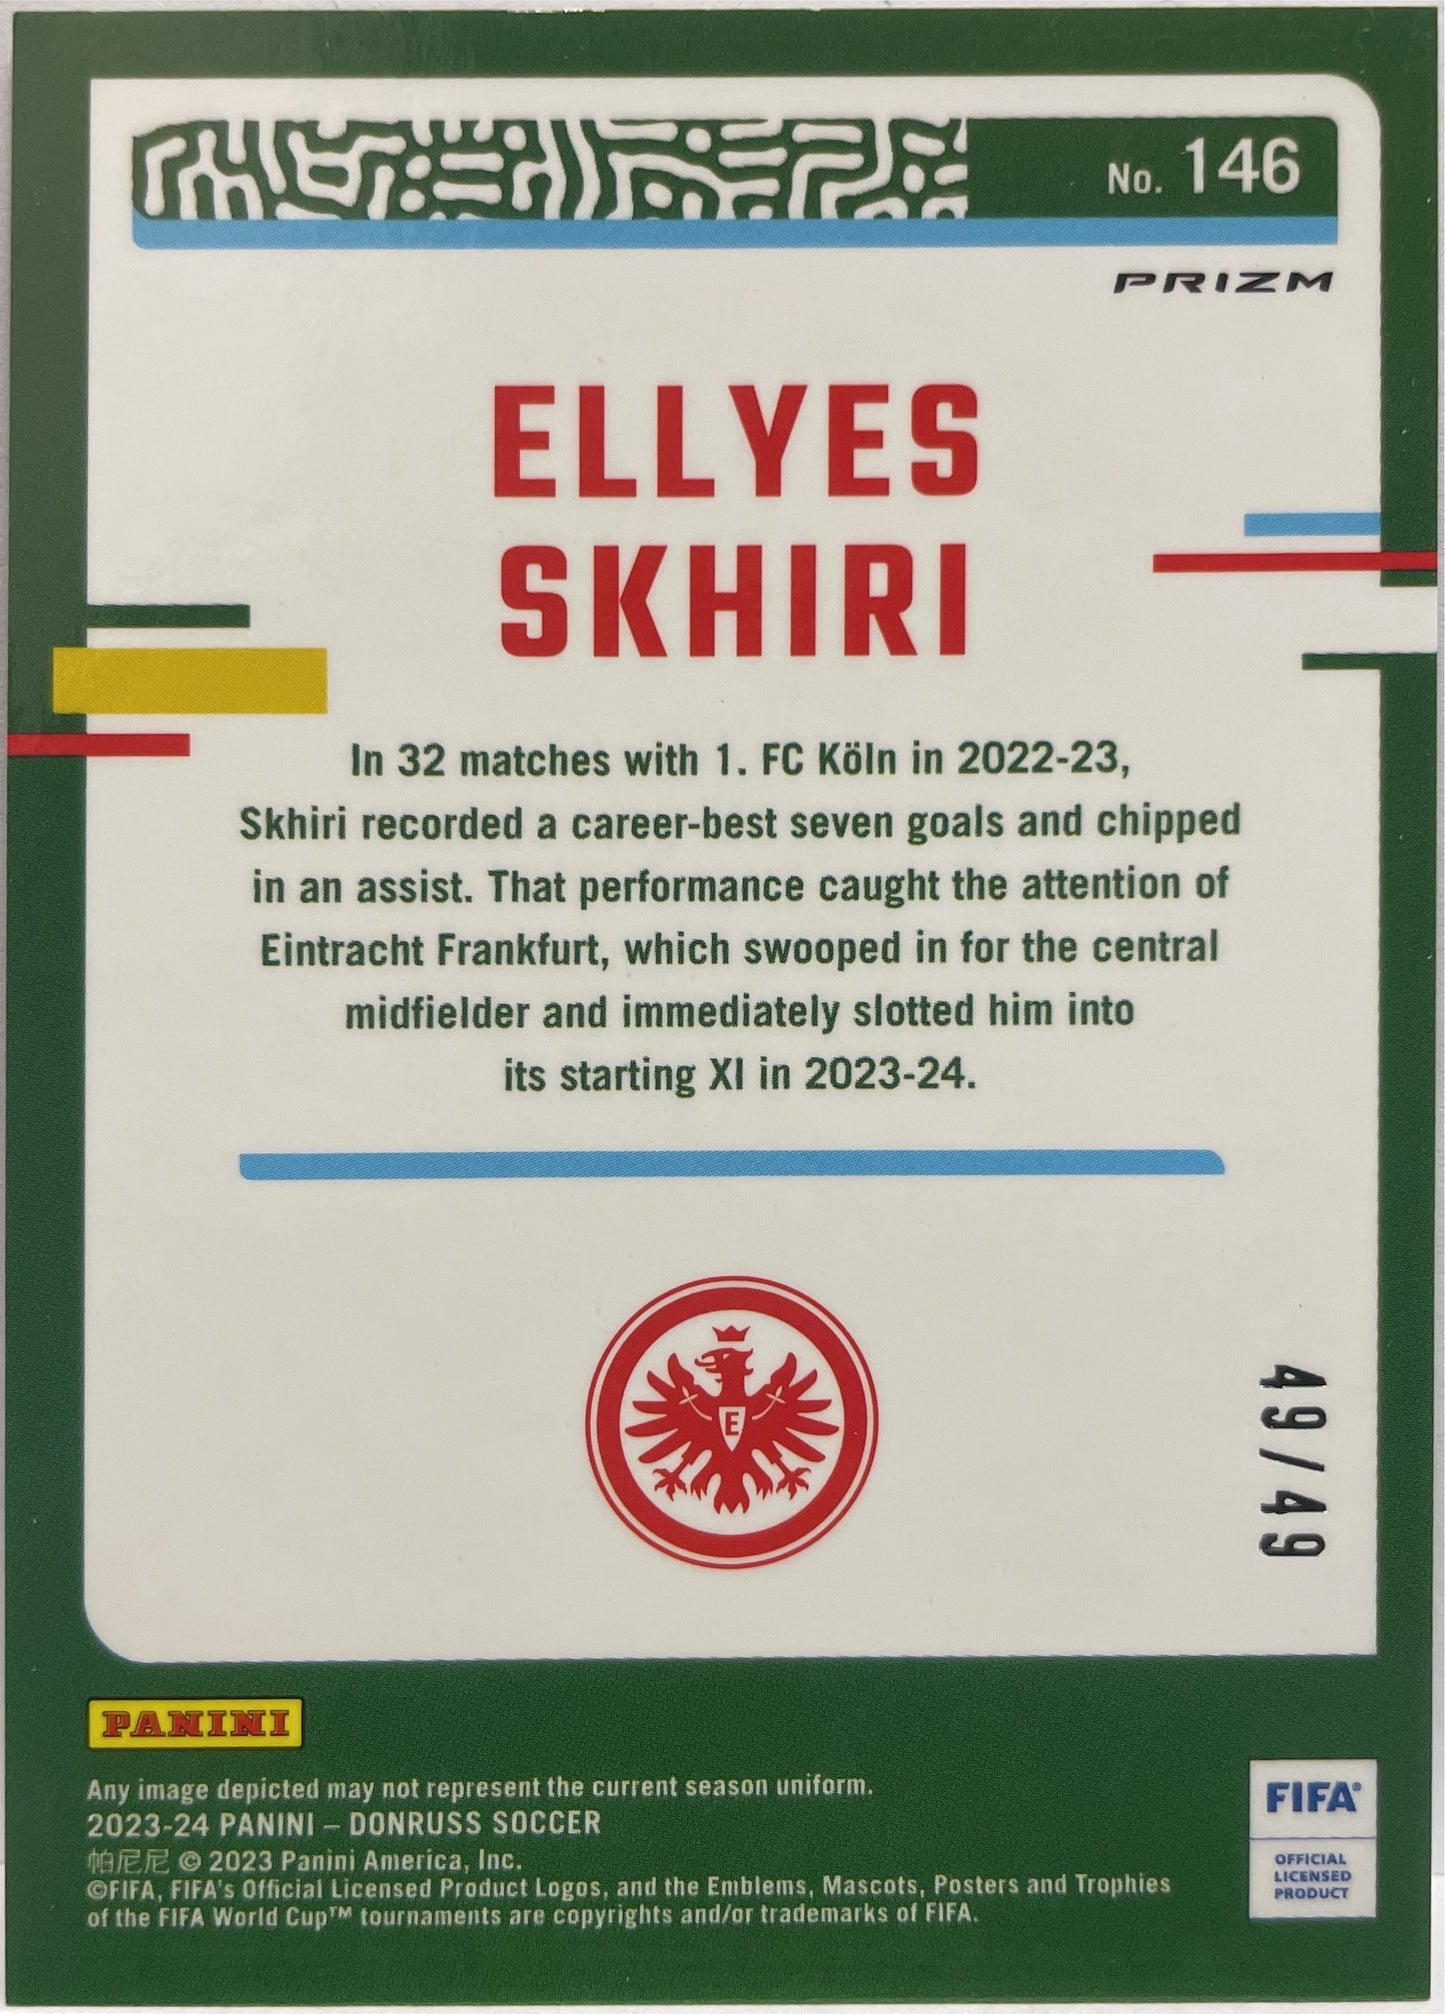 No. 146
PRIZM
ELLYES
SKHIRI
In 32 matches with 1. FC Köln in 2022-23,
Skhiri recorded a career-best seven goals and chipped
in an assist. That performance caught the attention of
Eintracht Frankfurt, which swooped in for the central
midfielder and immediately slotted him into
its starting XI in 2023-24.
E
49/49
PANINI
Any image depicted may not represent the current season uniform.
2023-24 PANINI – DONRUSS SOCCER
帕尼尼 © 2023 Panini America, Inc.
©FIFA, FIFA's Official Licensed Product Logos, and the Emblems, Mascots, Posters and Trophies
of the FIFA World Cup™ tournaments are copyrights and/or trademarks of FIFA.
FIFA®
OFFICIAL
LICENSED
PRODUCT